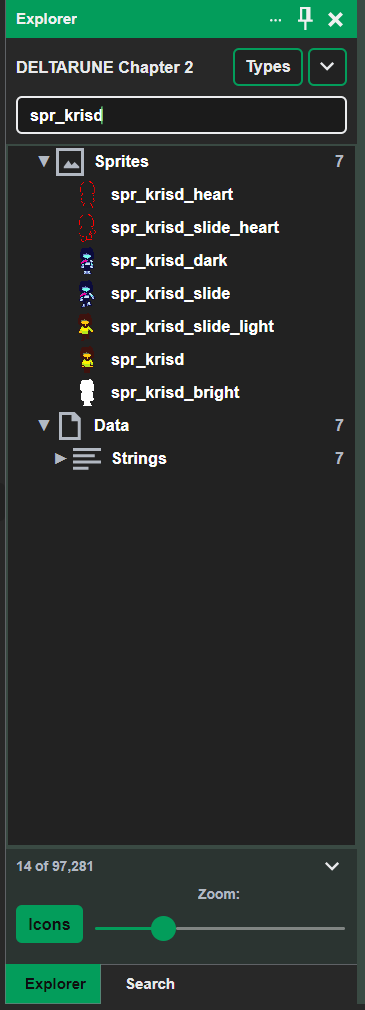 Explorer
DELTARUNE Chapter 2
Types
spr_krisd
Sprites 7
spr_krisd_heart
spr_krisd_slide_heart
spr_krisd_dark
spr_krisd_slide
spr_krisd_slide_light
spr_krisd
spr_krisd_bright
Data 7
Strings 7
14 of 97,281
Zoom:
Icons
Explorer Search